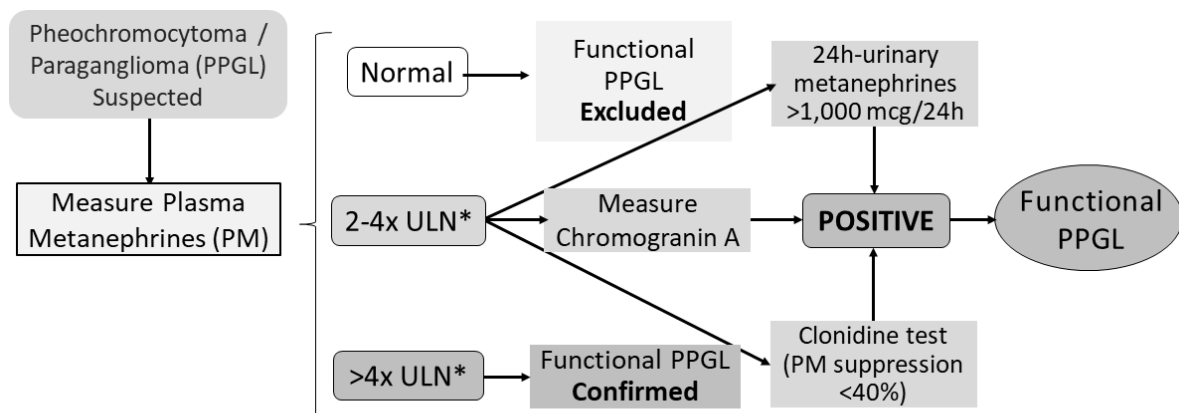 Pheochromocytoma /
Paraganglioma (PPGL)
Suspected
Measure Plasma
Metanephrines (PM)
Normal
Functional
PPGL
Excluded
2-4x ULN*
Measure
Chromogranin A
24h-urinary
metanephrines
>1,000 mcg/24h
POSITIVE
Functional
PPGL
Clonidine test
(PM suppression
<40%)
>4x ULN*
Functional PPGL
Confirmed